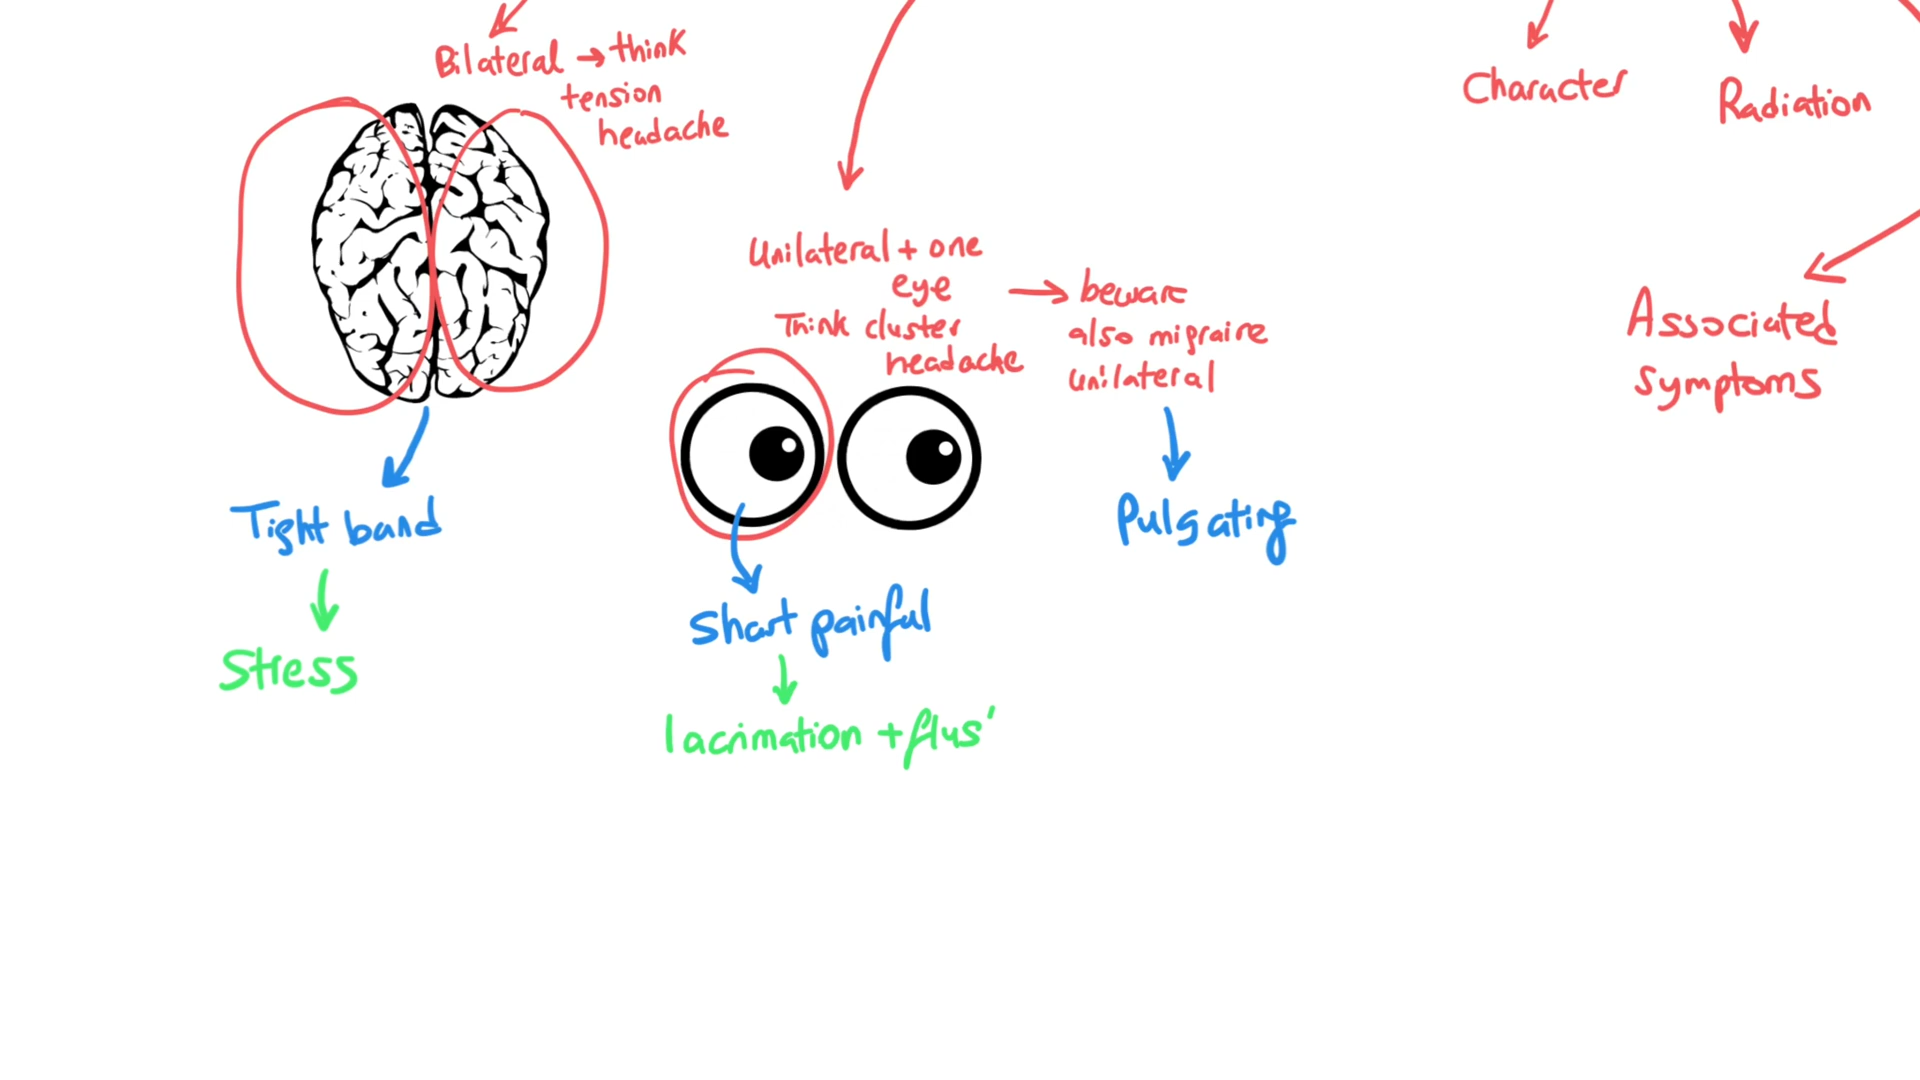 Bilateral → think
tension
headache
Character
Radiation
Unilateral + one
eye
Think cluster
headache
→ beware
also migraine
unilateral
Associated
symptoms
Tight band
Pulsating
Short painful
Stress
lacrimation + flus'